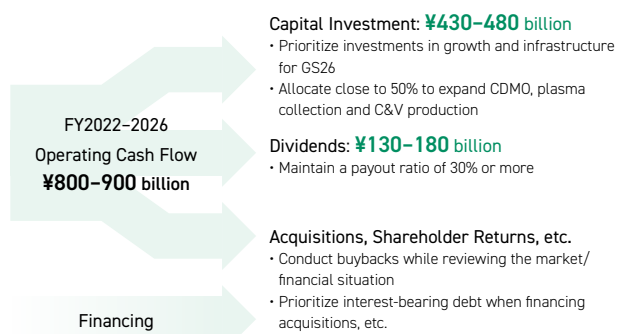 Capital Investment: ¥430–480 billion
• Prioritize investments in growth and infrastructure
for GS26
• Allocate close to 50% to expand CDMO, plasma
collection and C&V production
FY2022–2026
Operating Cash Flow
¥800–900 billion
Dividends: ¥130–180 billion
• Maintain a payout ratio of 30% or more
Acquisitions, Shareholder Returns, etc.
• Conduct buybacks while reviewing the market/
financial situation
• Prioritize interest-bearing debt when financing
acquisitions, etc.
Financing